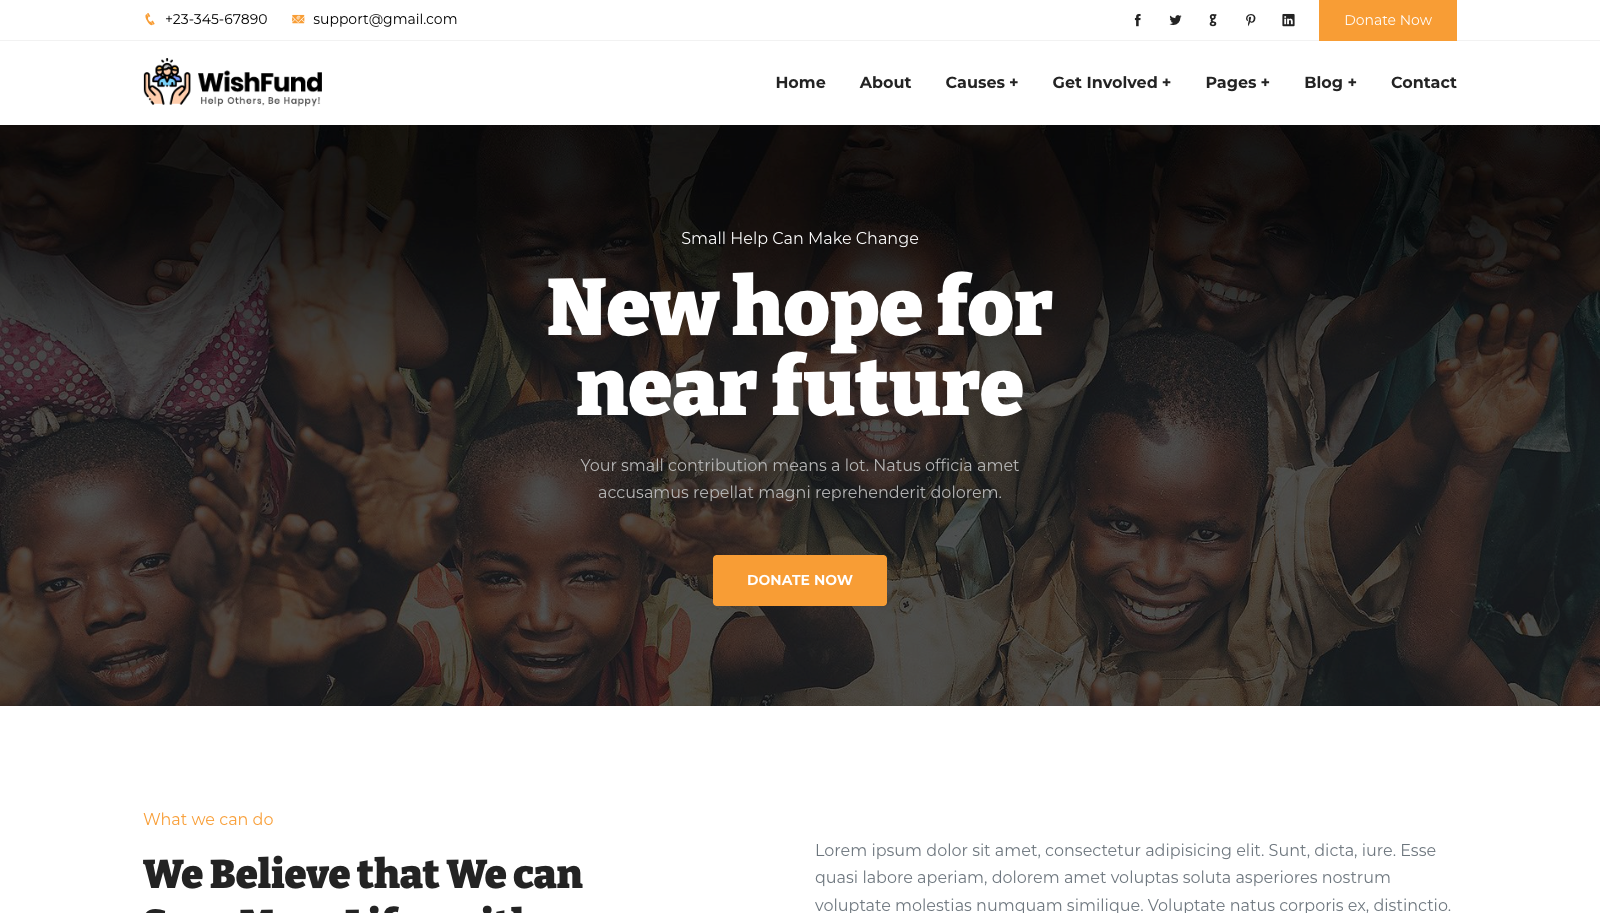 +23-345-67890 support@gmail.com Donate Now
WishFund
Help Others, Be Happy!
Home About Causes + Get Involved + Pages + Blog + Contact
Small Help Can Make Change
New hope for
near future
Your small contribution means a lot. Natus officia amet
accusamus repellat magni reprehenderit dolorem.
DONATE NOW
What we can do
We Believe that We can
Lorem ipsum dolor sit amet, consectetur adipisicing elit. Sunt, dicta, iure. Esse
quasi labore aperiam, dolorem amet voluptas soluta asperiores nostrum
voluptate molestias numquam similique. Voluptate natus corporis ex, distinctio.